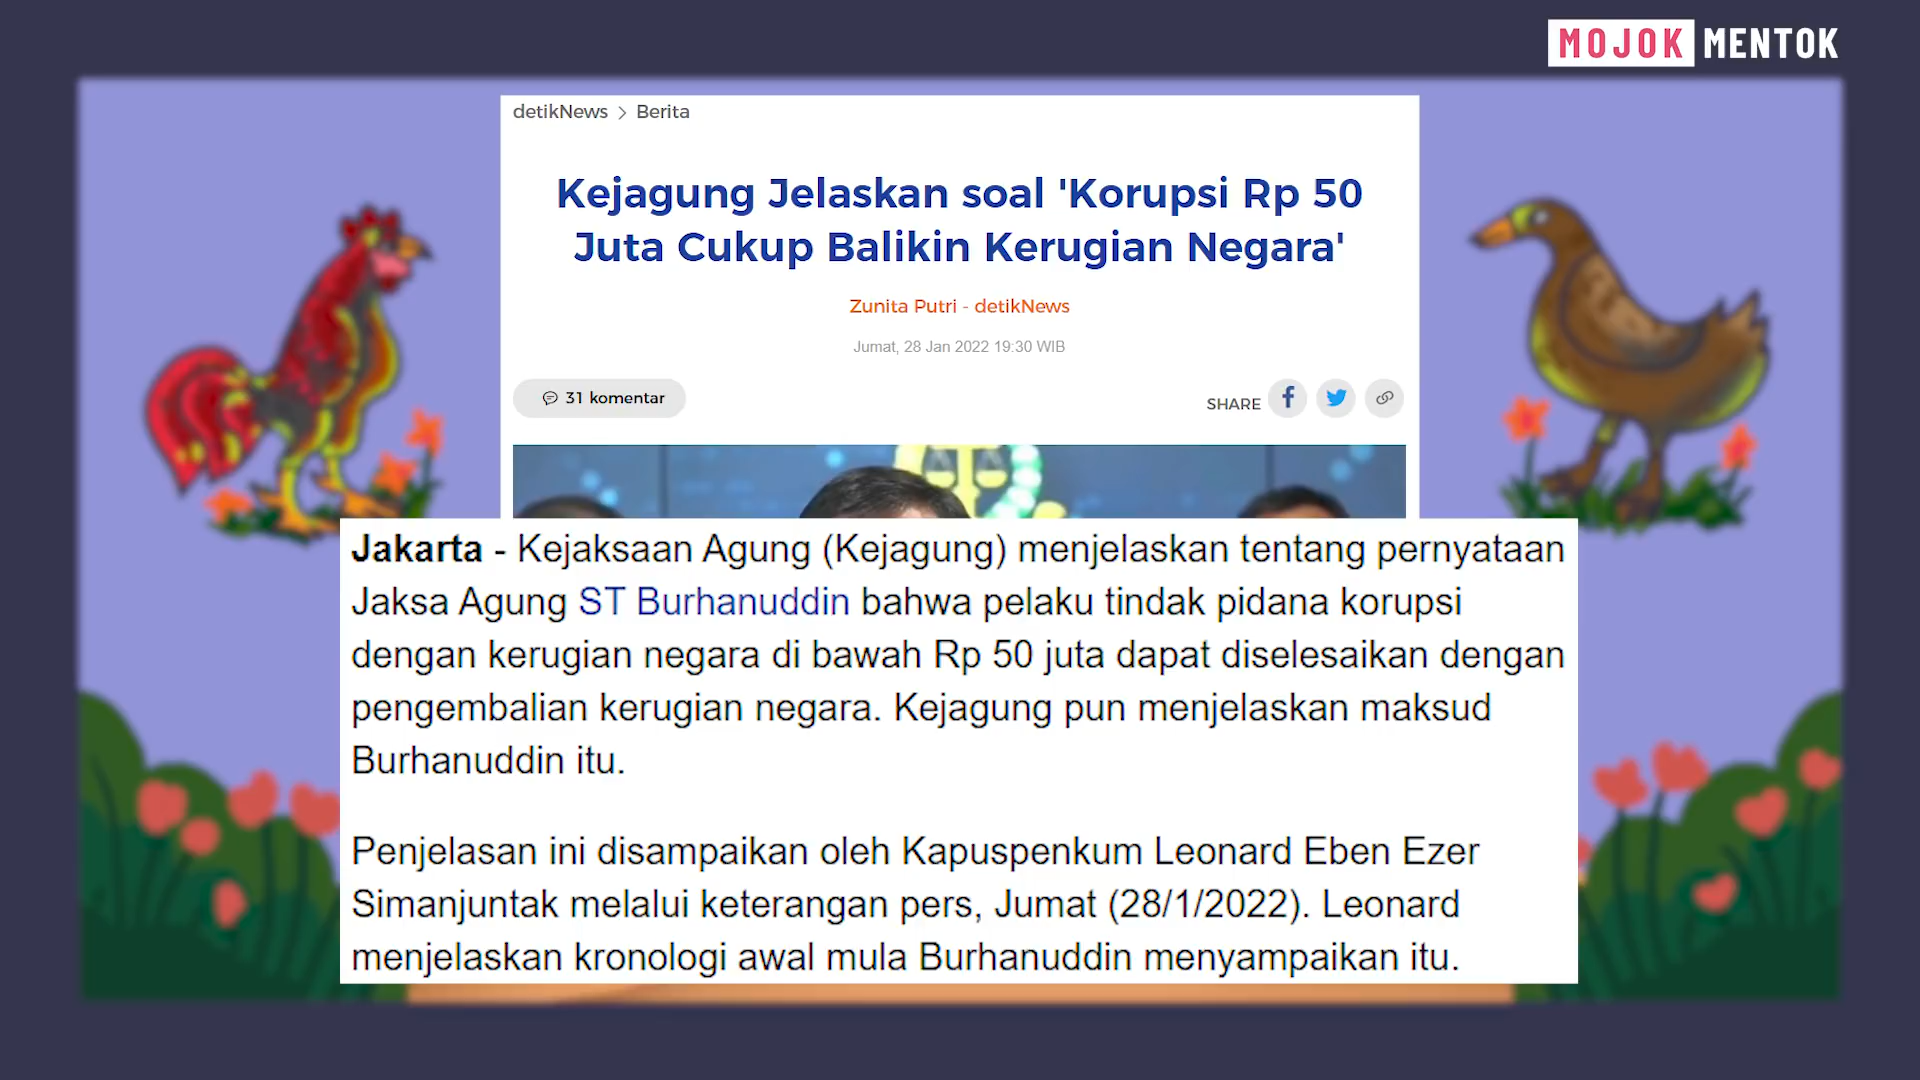 MOJOK MENTOK
detikNews > Berita
Kejagung Jelaskan soal 'Korupsi Rp 50
Juta Cukup Balikin Kerugian Negara'
Zunita Putri - detikNews
Jumat, 28 Jan 2022 19:30 WIB
31 komentar
SHARE
Jakarta - Kejaksaan Agung (Kejagung) menjelaskan tentang pernyataan
Jaksa Agung ST Burhanuddin bahwa pelaku tindak pidana korupsi
dengan kerugian negara di bawah Rp 50 juta dapat diselesaikan dengan
pengembalian kerugian negara. Kejagung pun menjelaskan maksud
Burhanuddin itu.
Penjelasan ini disampaikan oleh Kapuspenkum Leonard Eben Ezer
Simanjuntak melalui keterangan pers, Jumat (28/1/2022). Leonard
menjelaskan kronologi awal mula Burhanuddin menyampaikan itu.